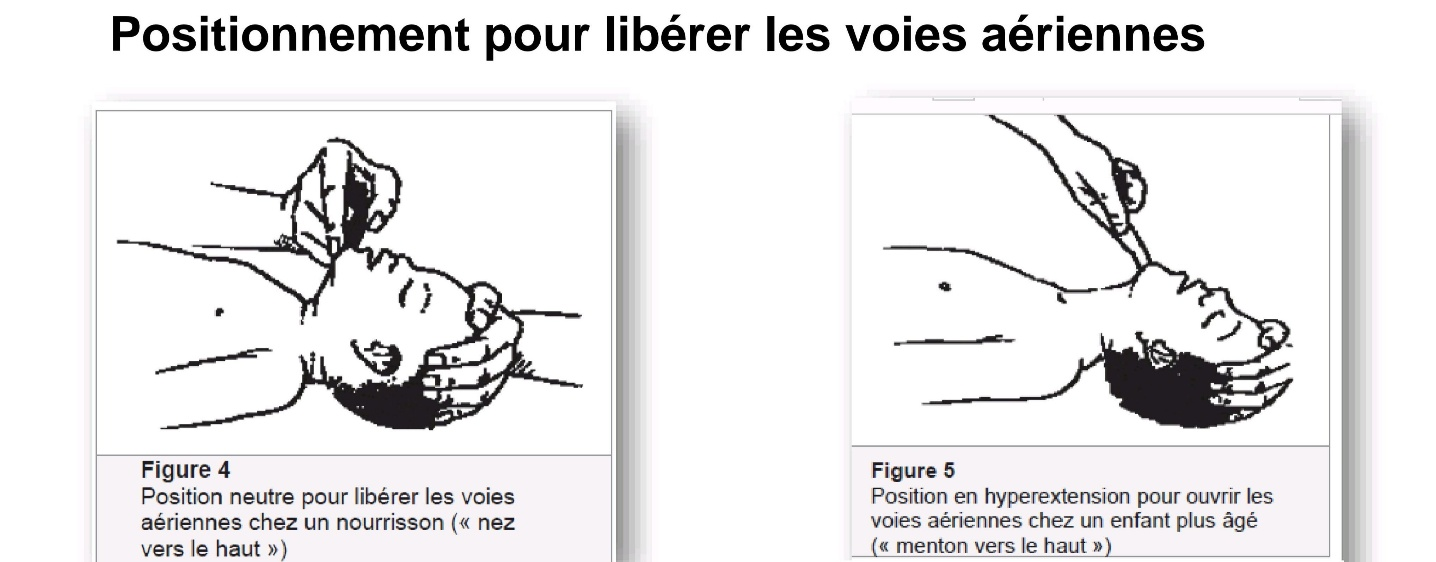 Positionnement pour libérer les voies aériennes
Figure 4
Position neutre pour libérer les voies
aériennes chez un nourrisson (« nez
vers le haut »)
Figure 5
Position en hyperextension pour ouvrir les
voies aériennes chez un enfant plus âgé
(« menton vers le haut »)